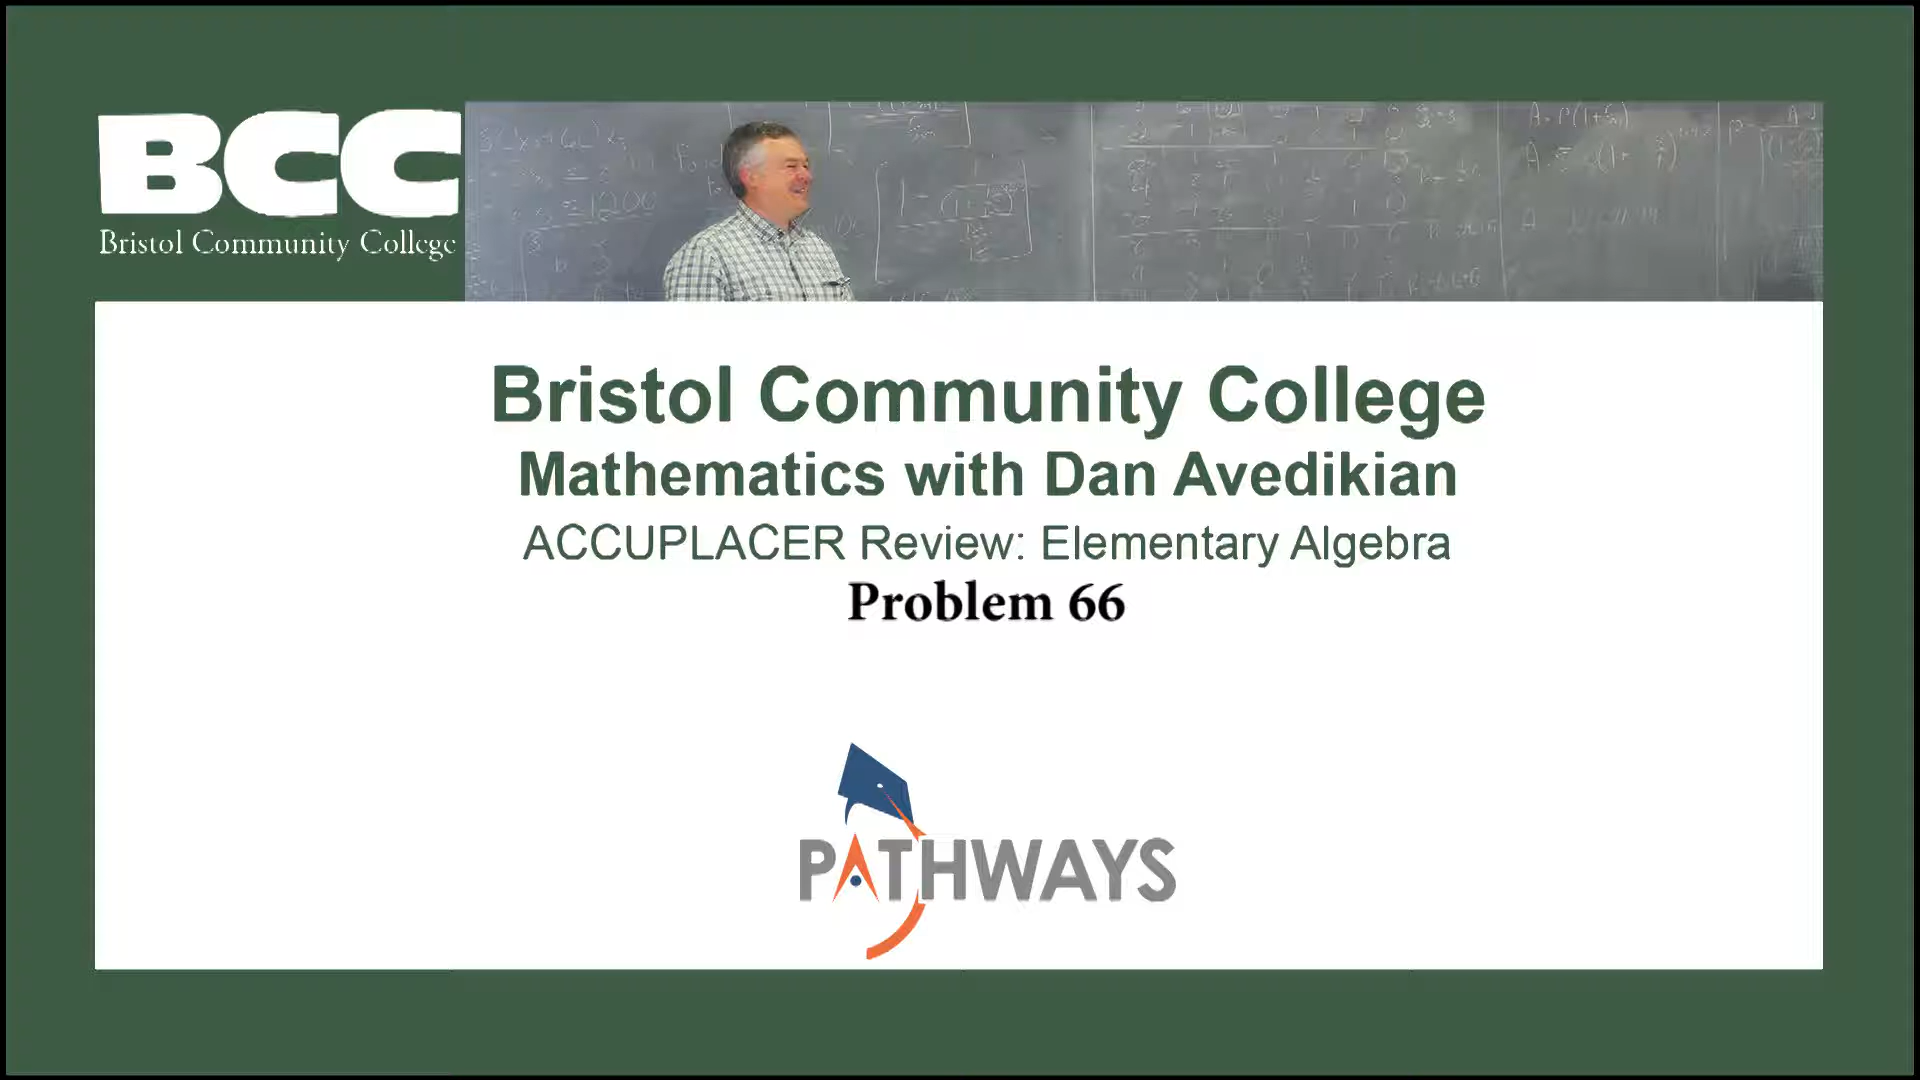 BCC
Bristol Community College
Bristol Community College
Mathematics with Dan Avedikian
ACCUPLACER Review: Elementary Algebra
Problem 66
PATHWAYS